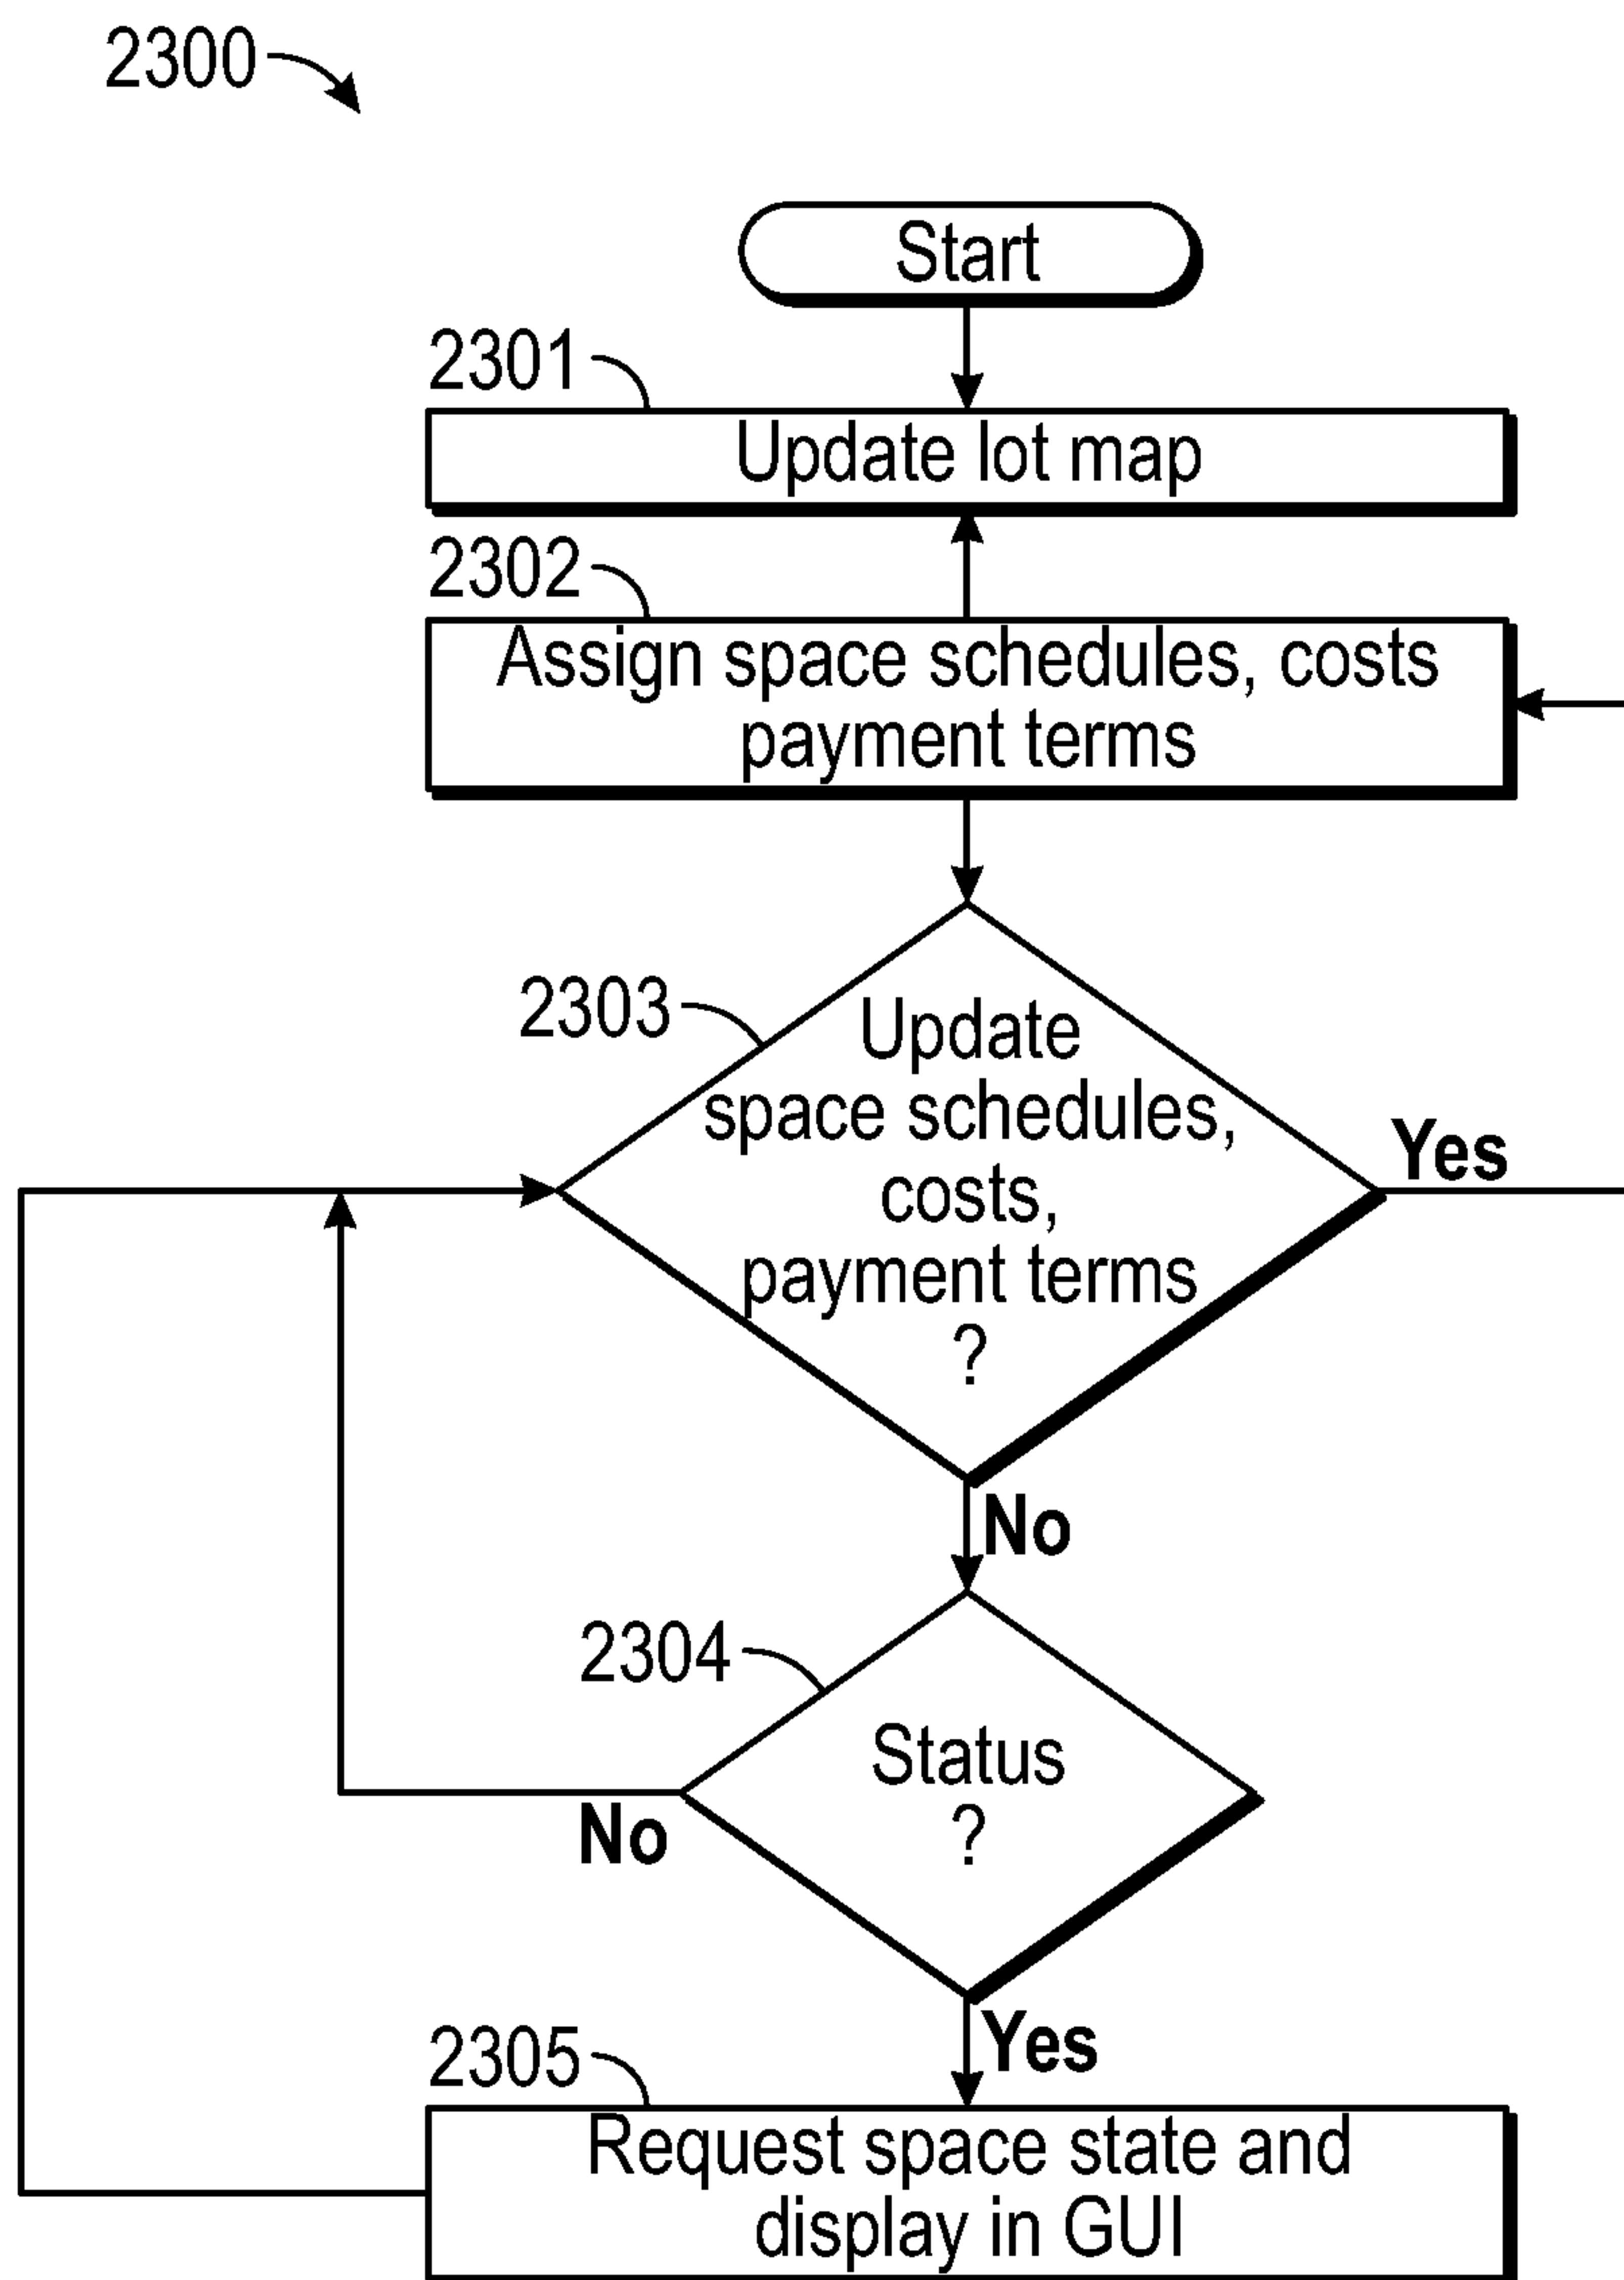 2300
Start
2301
Update lot map
2302
Assign space schedules, costs
payment terms
2303
Update
space schedules,
costs,
payment terms
?
Yes
No
2304
Status
?
No
Yes
2305
Request space state and
display in GUI